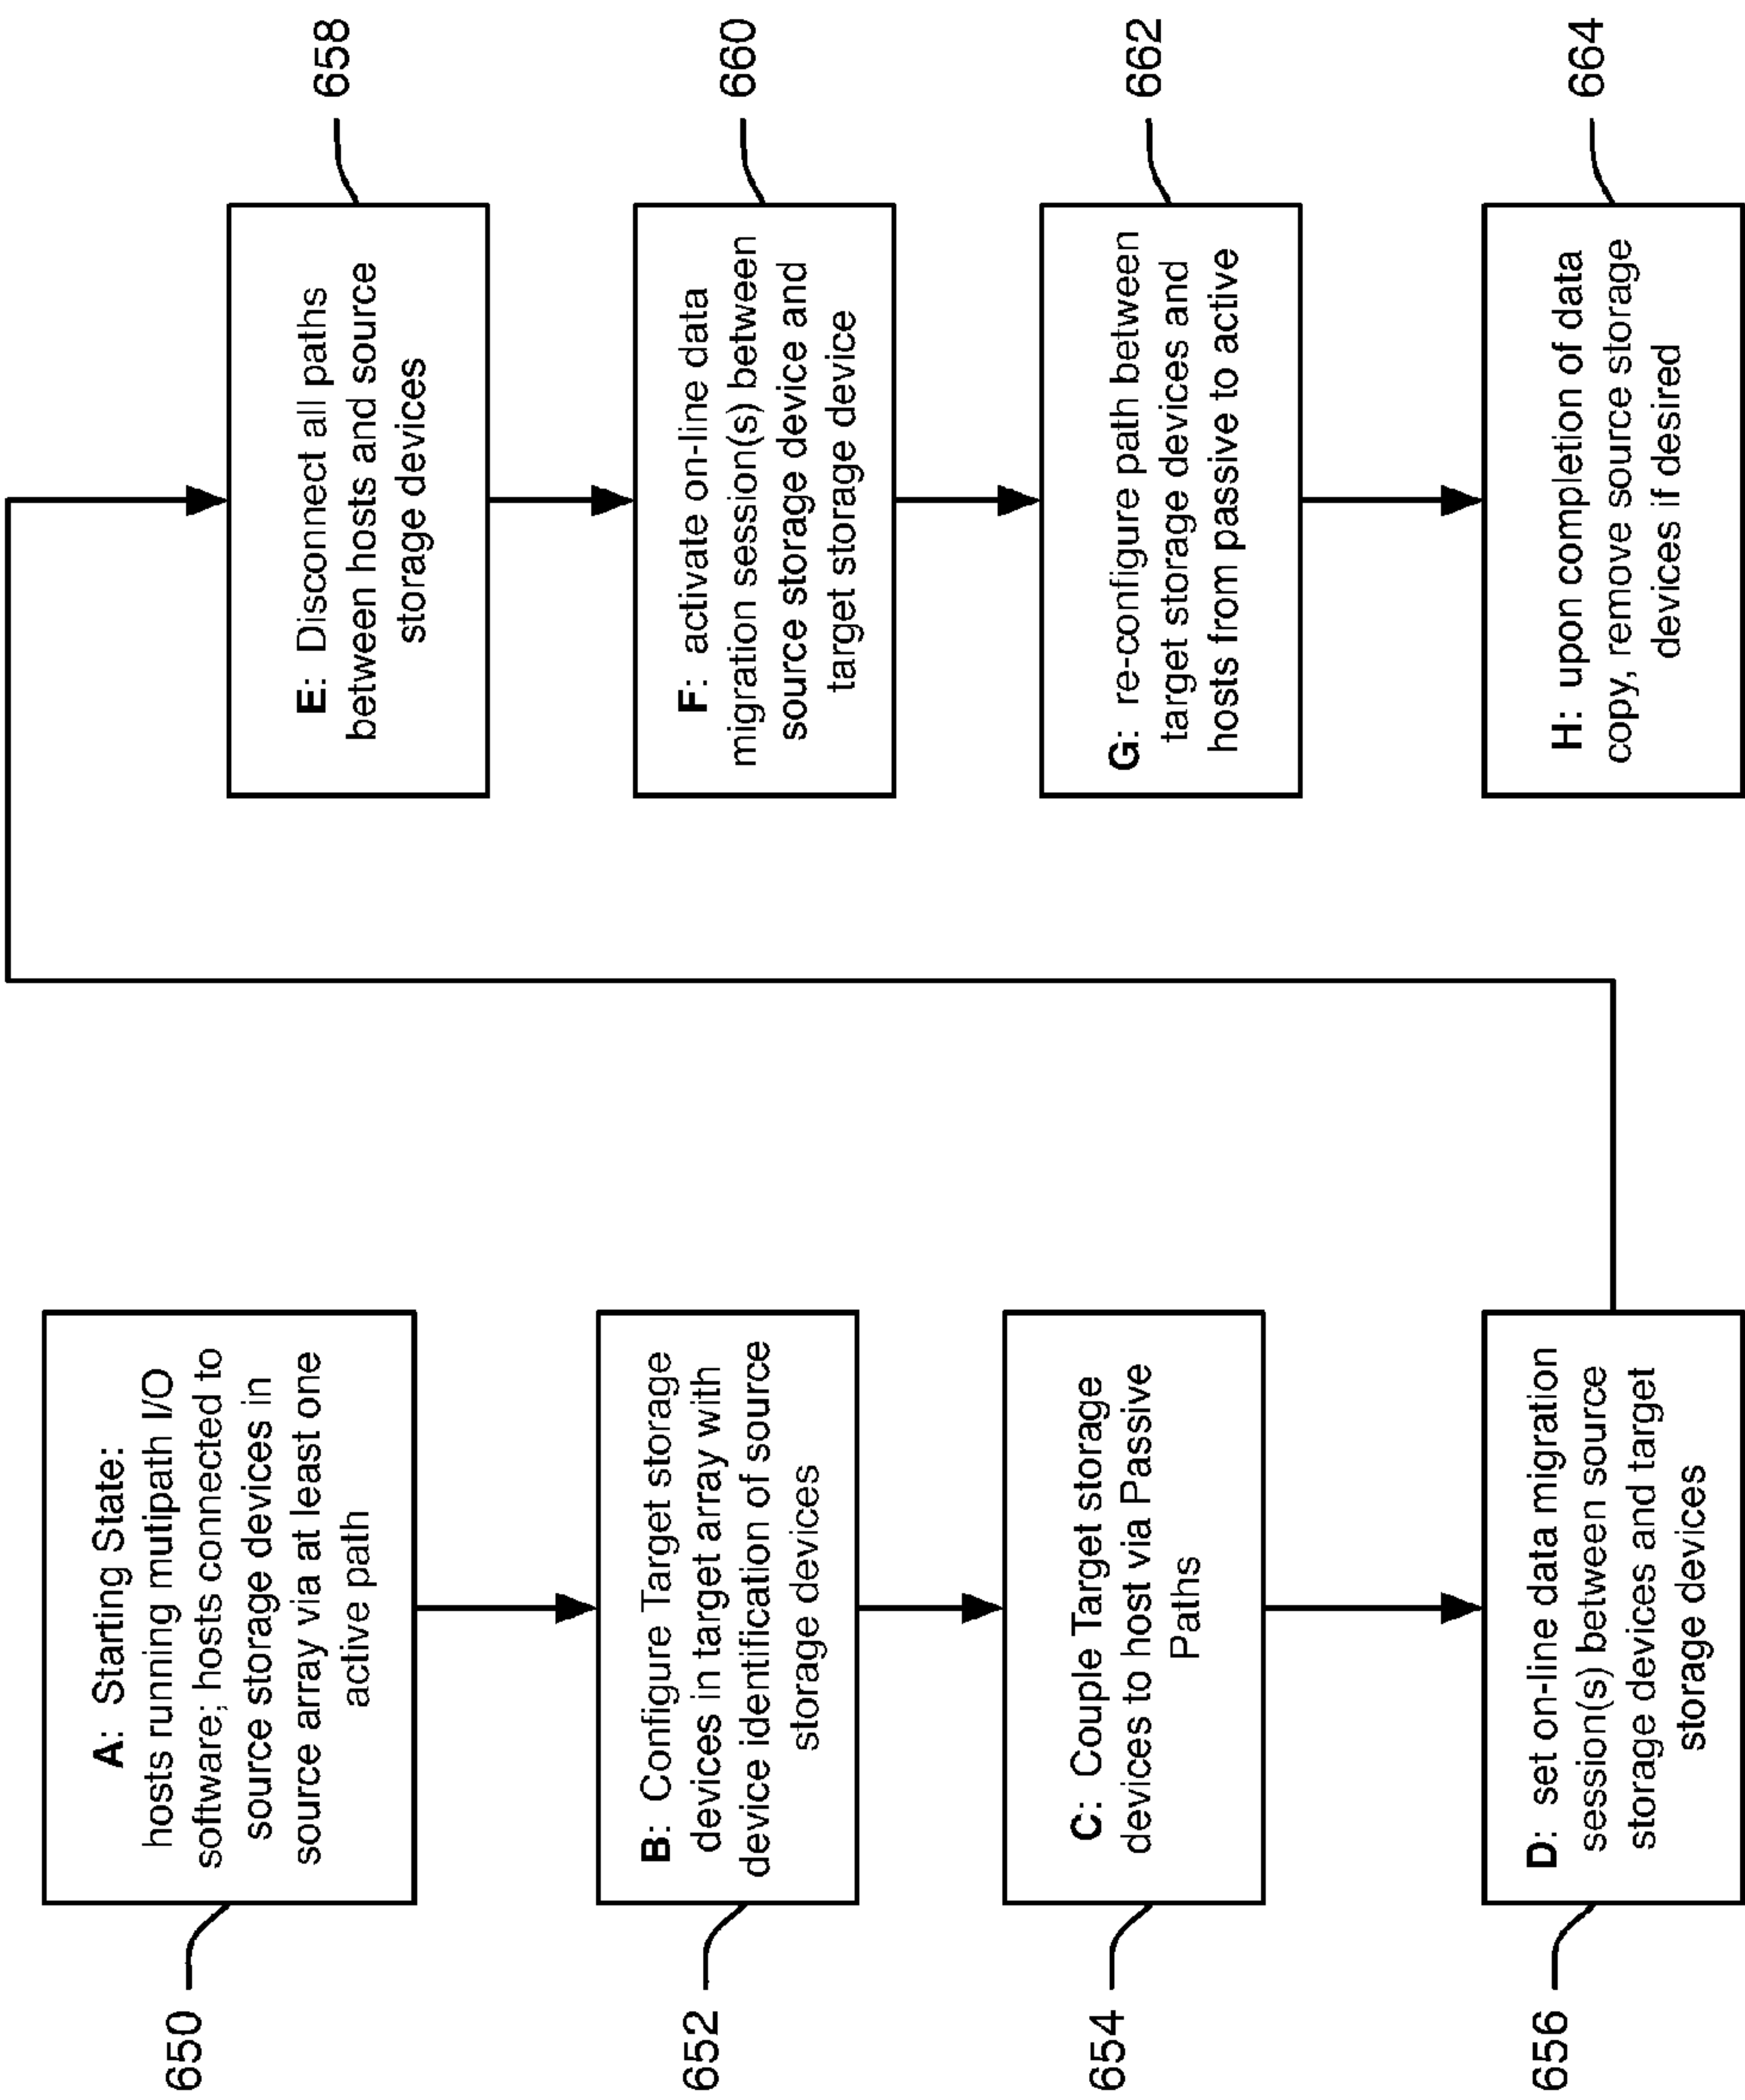 650
A: Starting State:
hosts running mutipath I/O
software; hosts connected to
source storage devices in
source array via at least one
active path
652
B: Configure Target storage
devices in target array with
device identification of source
storage devices
654
C: Couple Target storage
devices to host via Passive
Paths
656
D: set on-line data migration
session(s) between source
storage devices and target
storage devices
658
E: Disconnect all paths
between hosts and source
storage devices
660
F: activate on-line data
migration session(s) between
source storage device and
target storage device
662
G: re-configure path between
target storage devices and
hosts from passive to active
664
H: upon completion of data
copy, remove source storage
devices if desired